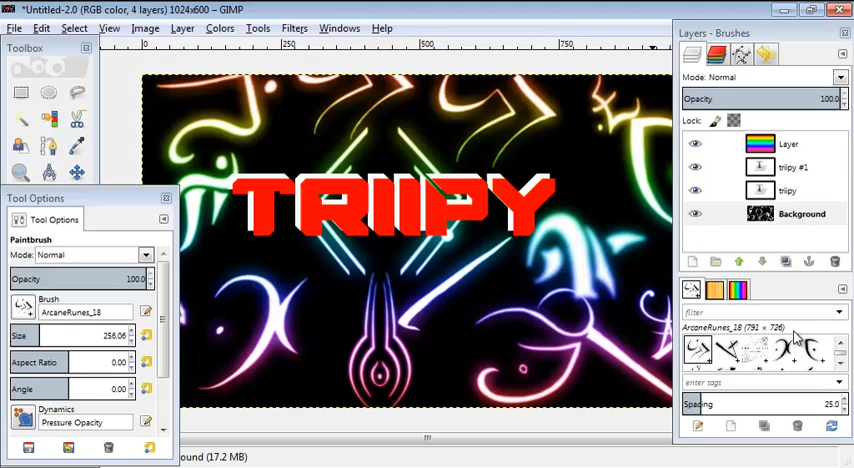 *Untitled-2.0 (RGB color, 4 layers) 1024x600 – GIMP
File Edit Select View Image Layer Colors Tools Filters Windows Help
Toolbox
0 250 500 750
TRIIPY
Tool Options
Tool Options
Paintbrush
Mode: Normal
Opacity 100.0
Brush
ArcaneRunes_18
Size 256.06
Aspect Ratio 0.00
Angle 0.00
Dynamics
Pressure Opacity
ound (17.2 MB)
Layers - Brushes
Mode: Normal
Opacity 100.0
Lock:
Layer
triipy #1
triipy
Background
filter
ArcaneRunes_18 (791 × 726)
enter tags
Spacing 25.0